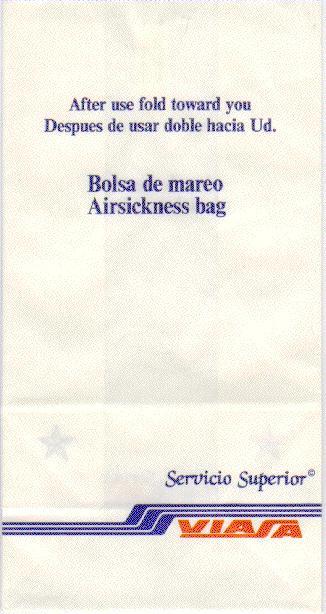 After use fold toward you
Despues de usar doble hacia Ud.
Bolsa de mareo
Airsickness bag
Servicio Superior©
VIASA